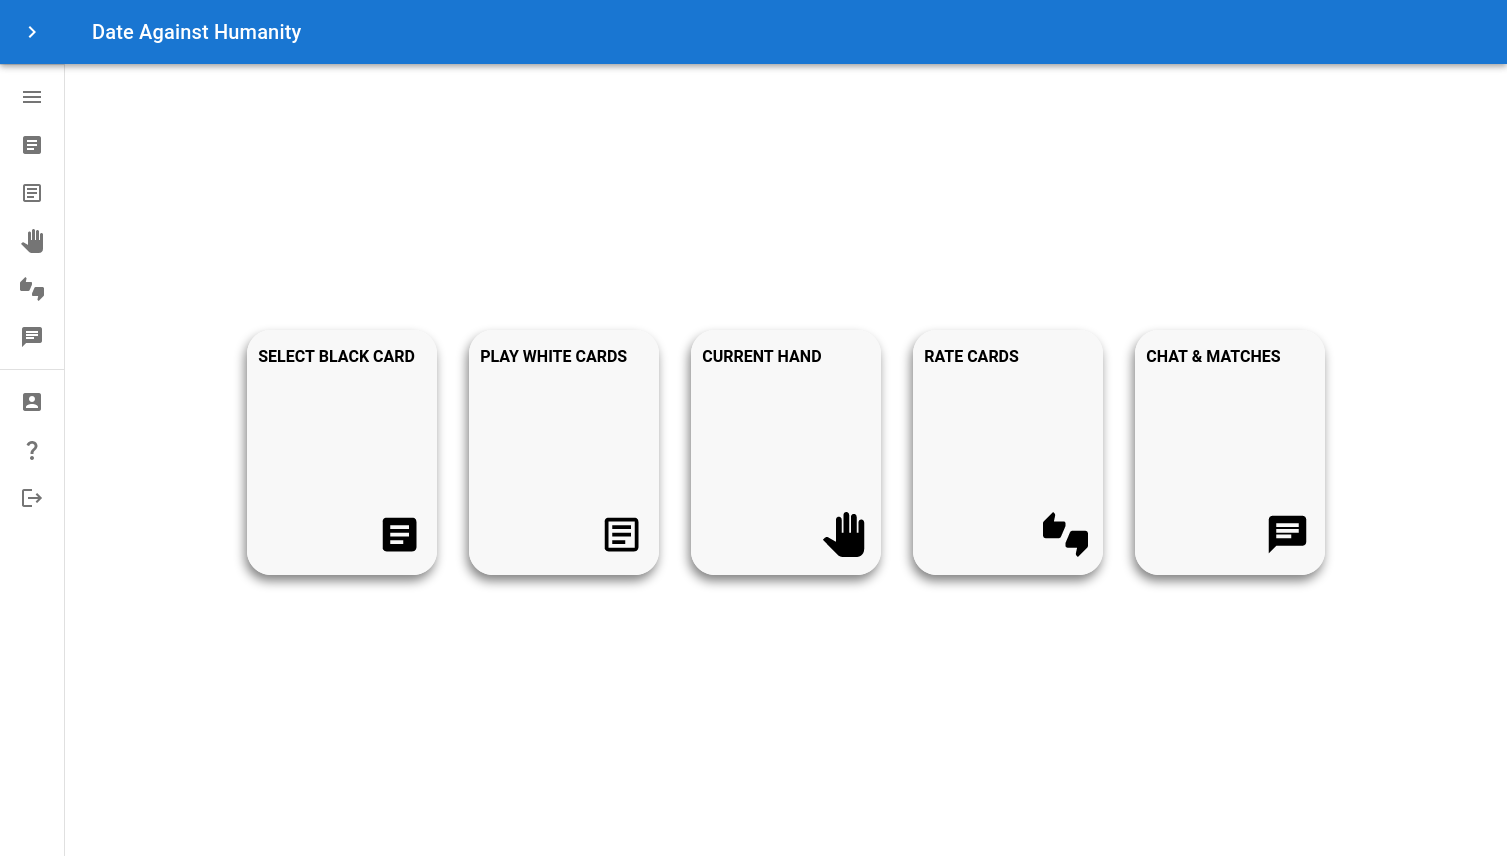 Date Against Humanity
SELECT BLACK CARD
PLAY WHITE CARDS
CURRENT HAND
RATE CARDS
CHAT & MATCHES